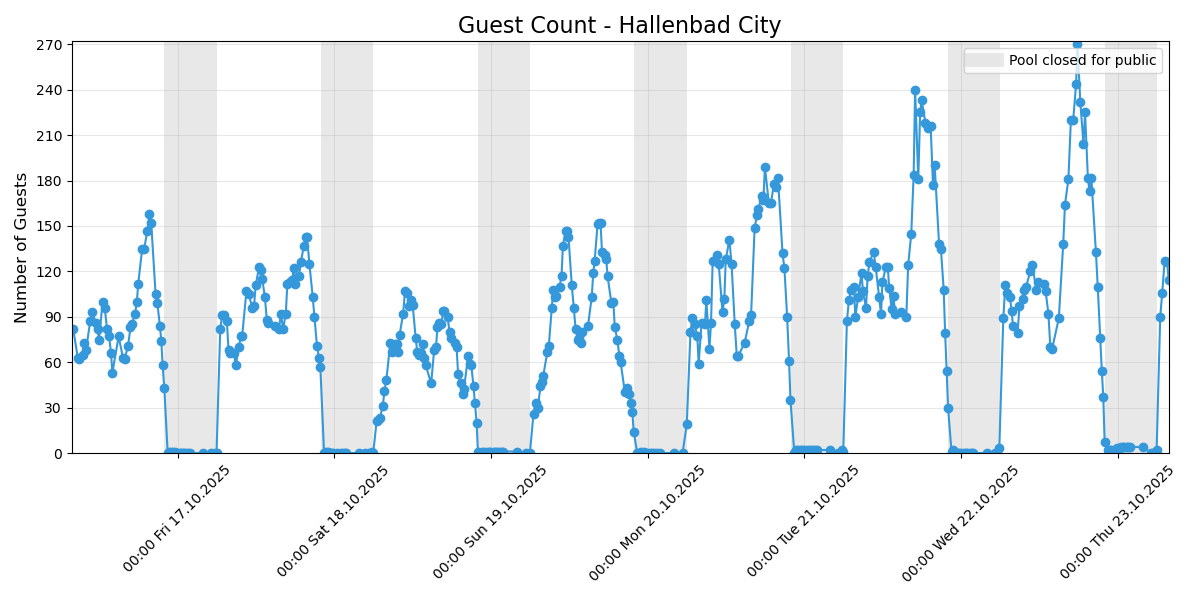 Guest Count - Hallenbad City
Number of Guests
270
240
210
180
150
120
90
60
30
0
Pool closed for public
00:00 Fri 17.10.2025
00:00 Sat 18.10.2025
00:00 Sun 19.10.2025
00:00 Mon 20.10.2025
00:00 Tue 21.10.2025
00:00 Wed 22.10.2025
00:00 Thu 23.10.2025